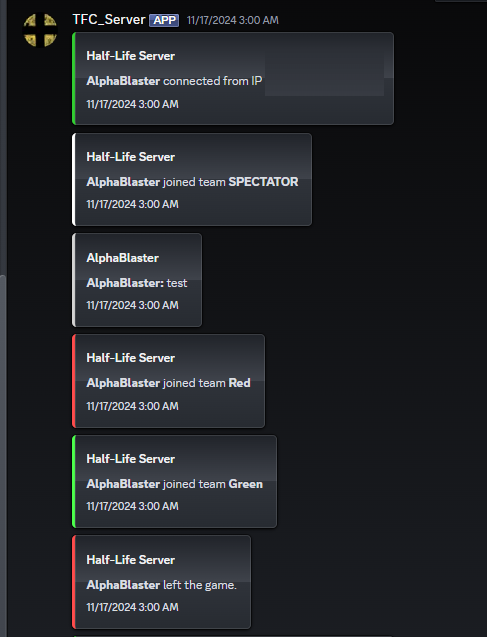 TFC_Server APP 11/17/2024 3:00 AM
Half-Life Server
AlphaBlaster connected from IP
11/17/2024 3:00 AM
Half-Life Server
AlphaBlaster joined team SPECTATOR
11/17/2024 3:00 AM
AlphaBlaster
AlphaBlaster: test
11/17/2024 3:00 AM
Half-Life Server
AlphaBlaster joined team Red
11/17/2024 3:00 AM
Half-Life Server
AlphaBlaster joined team Green
11/17/2024 3:00 AM
Half-Life Server
AlphaBlaster left the game.
11/17/2024 3:00 AM